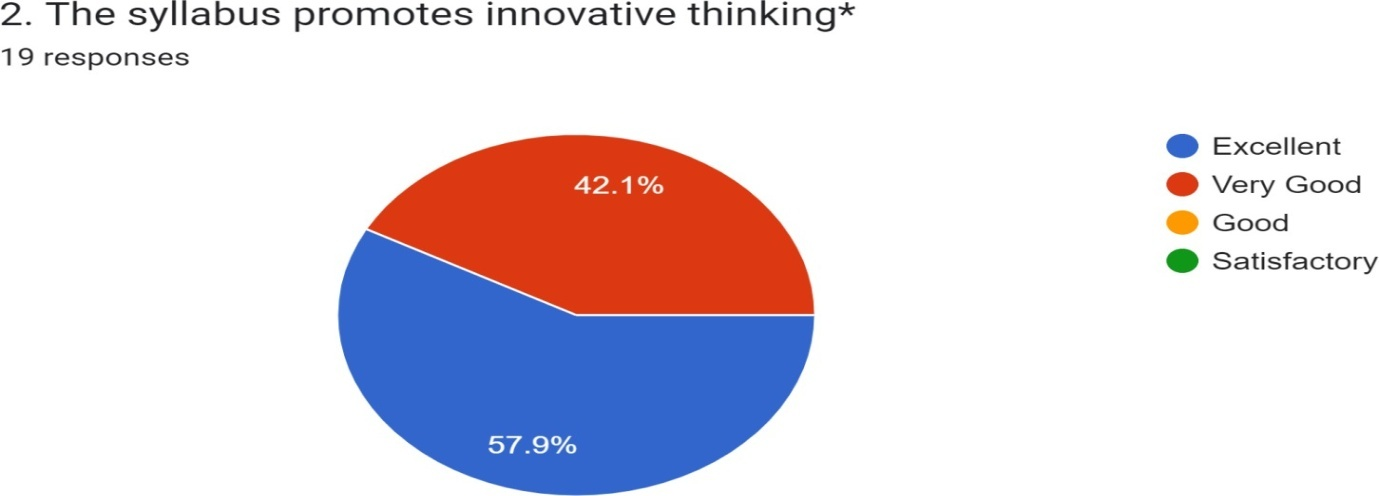 2. The syllabus promotes innovative thinking*
19 responses
42.1%
57.9%
Excellent
Very Good
Good
Satisfactory